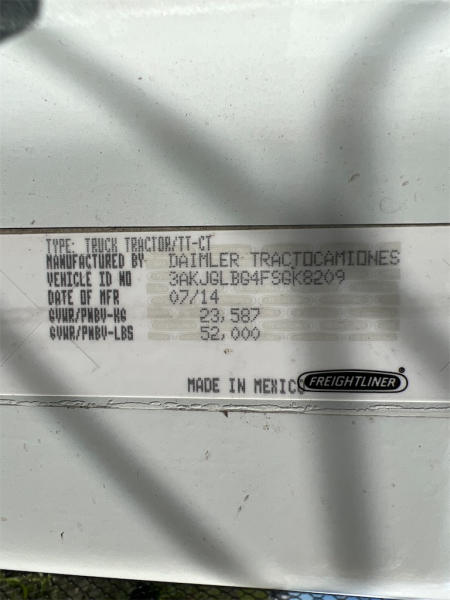 TYPE: TRUCK TRACTOR/TT-CT
MANUFACTURED BY DAIMLER TRACTOCAMIONES
VEHICLE ID NO 3AKJGLBG4FSGK8209
DATE OF MFR 07/14
GVWR/PNBV-KG 23,587
GVWR/PNBV-LBS 52,000
MADE IN MEXICO FREIGHTLINER